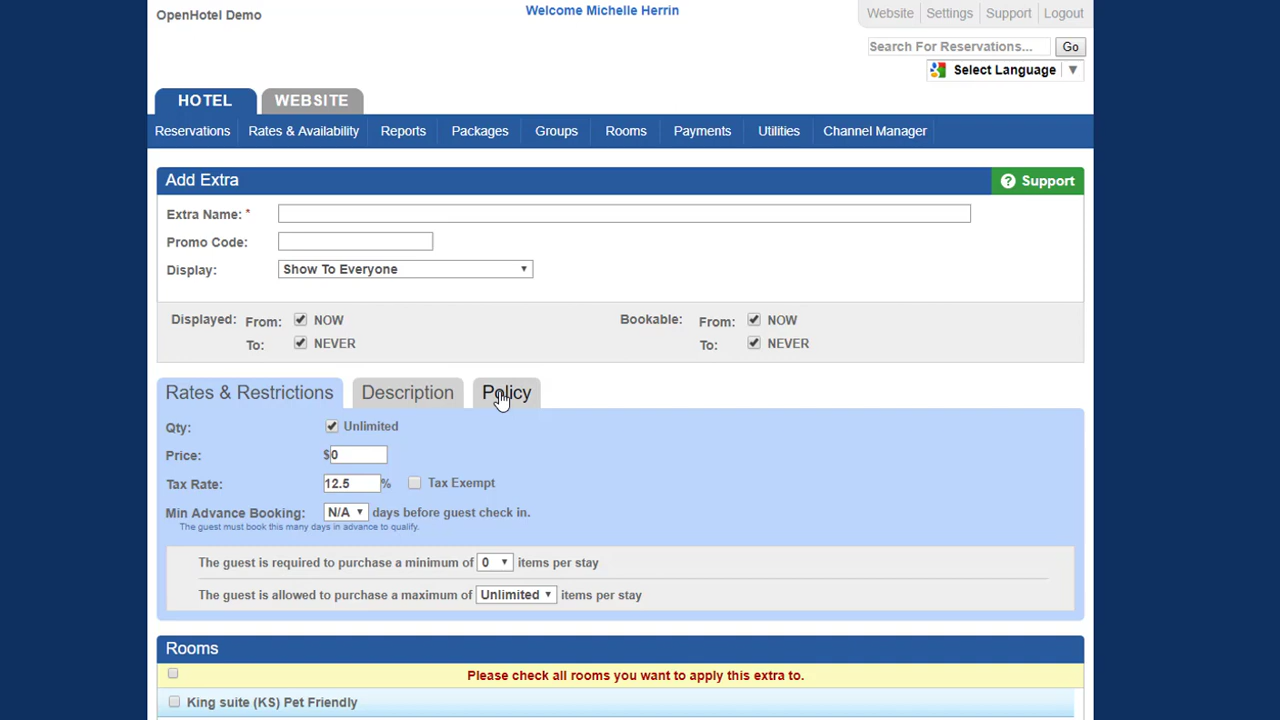 OpenHotel Demo
Welcome Michelle Herrin
Website Settings Support Logout
Search For Reservations... Go
Select Language ▼
HOTEL WEBSITE
Reservations Rates & Availability Reports Packages Groups Rooms Payments Utilities Channel Manager
Add Extra
? Support
Extra Name: *
Promo Code:
Display: Show To Everyone
Displayed: From: NOW Bookable: From: NOW
To: NEVER To: NEVER
Rates & Restrictions Description Policy
Qty: Unlimited
Price: $0
Tax Rate: 12.5 % Tax Exempt
Min Advance Booking: N/A days before guest check in.
The guest must book this many days in advance to qualify.
The guest is required to purchase a minimum of 0 items per stay
The guest is allowed to purchase a maximum of Unlimited items per stay
Rooms
Please check all rooms you want to apply this extra to.
King suite (KS) Pet Friendly